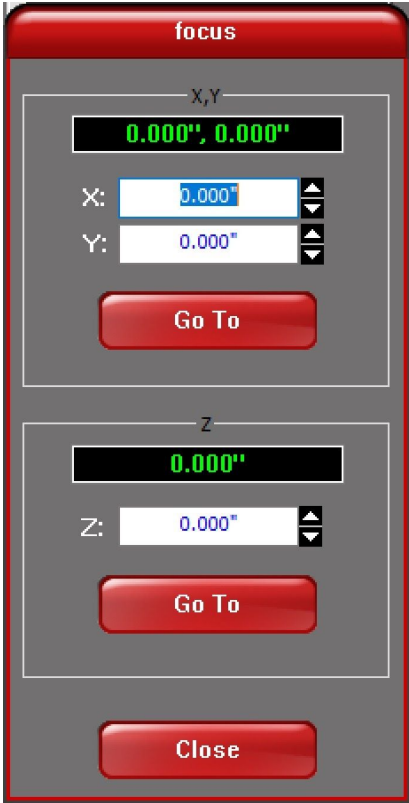 focus
X,Y
0.000", 0.000"
X: 0.000"
Y: 0.000"
Go To
Z
0.000"
Z: 0.000"
Go To
Close